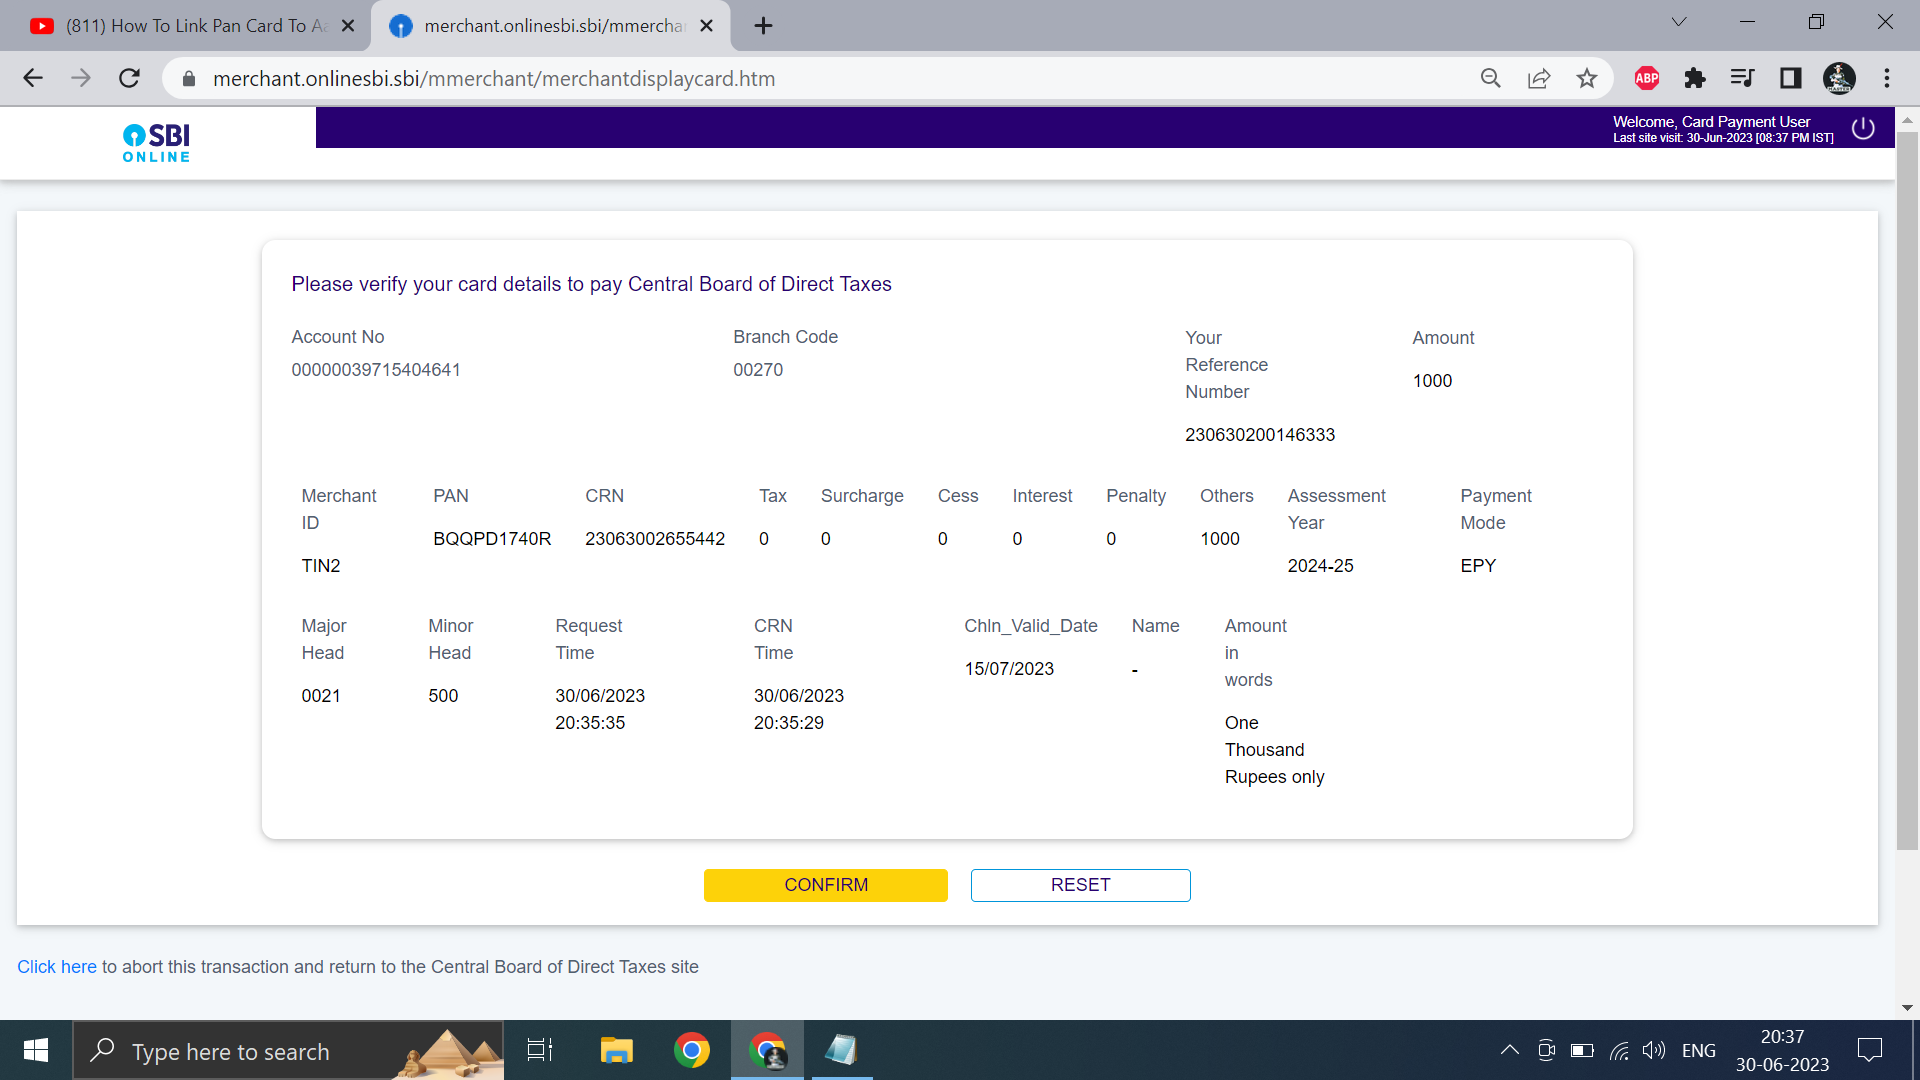 (811) How To Link Pan Card To Aa
merchant.onlinesbi.sbi/mmercha
merchant.onlinesbi.sbi/mmerchant/merchantdisplaycard.htm
ABP
SBI
ONLINE
Welcome, Card Payment User
Last site visit: 30-Jun-2023 [08:37 PM IST]
Please verify your card details to pay Central Board of Direct Taxes
Account No
00000039715404641
Branch Code
00270
Your
Reference
Number
230630200146333
Amount
1000
Merchant
ID
TIN2
PAN
BQQPD1740R
CRN
23063002655442
Tax
0
Surcharge
0
Cess
0
Interest
0
Penalty
0
Others
1000
Assessment
Year
2024-25
Payment
Mode
EPY
Major
Head
0021
Minor
Head
500
Request
Time
30/06/2023
20:35:35
CRN
Time
30/06/2023
20:35:29
Chln_Valid_Date
15/07/2023
Name
-
Amount
in
words
One
Thousand
Rupees only
CONFIRM
RESET
Click here to abort this transaction and return to the Central Board of Direct Taxes site
Type here to search
ENG
20:37
30-06-2023